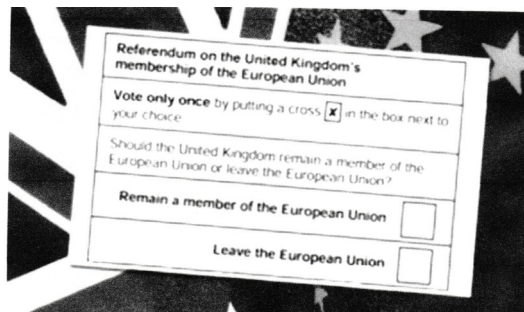 Referendum on the United Kingdom's
membership of the European Union
Vote only once by putting a cross x in the box next to
your choice
Should the United Kingdom remain a member of the
European Union or leave the European Union?
Remain a member of the European Union
Leave the European Union